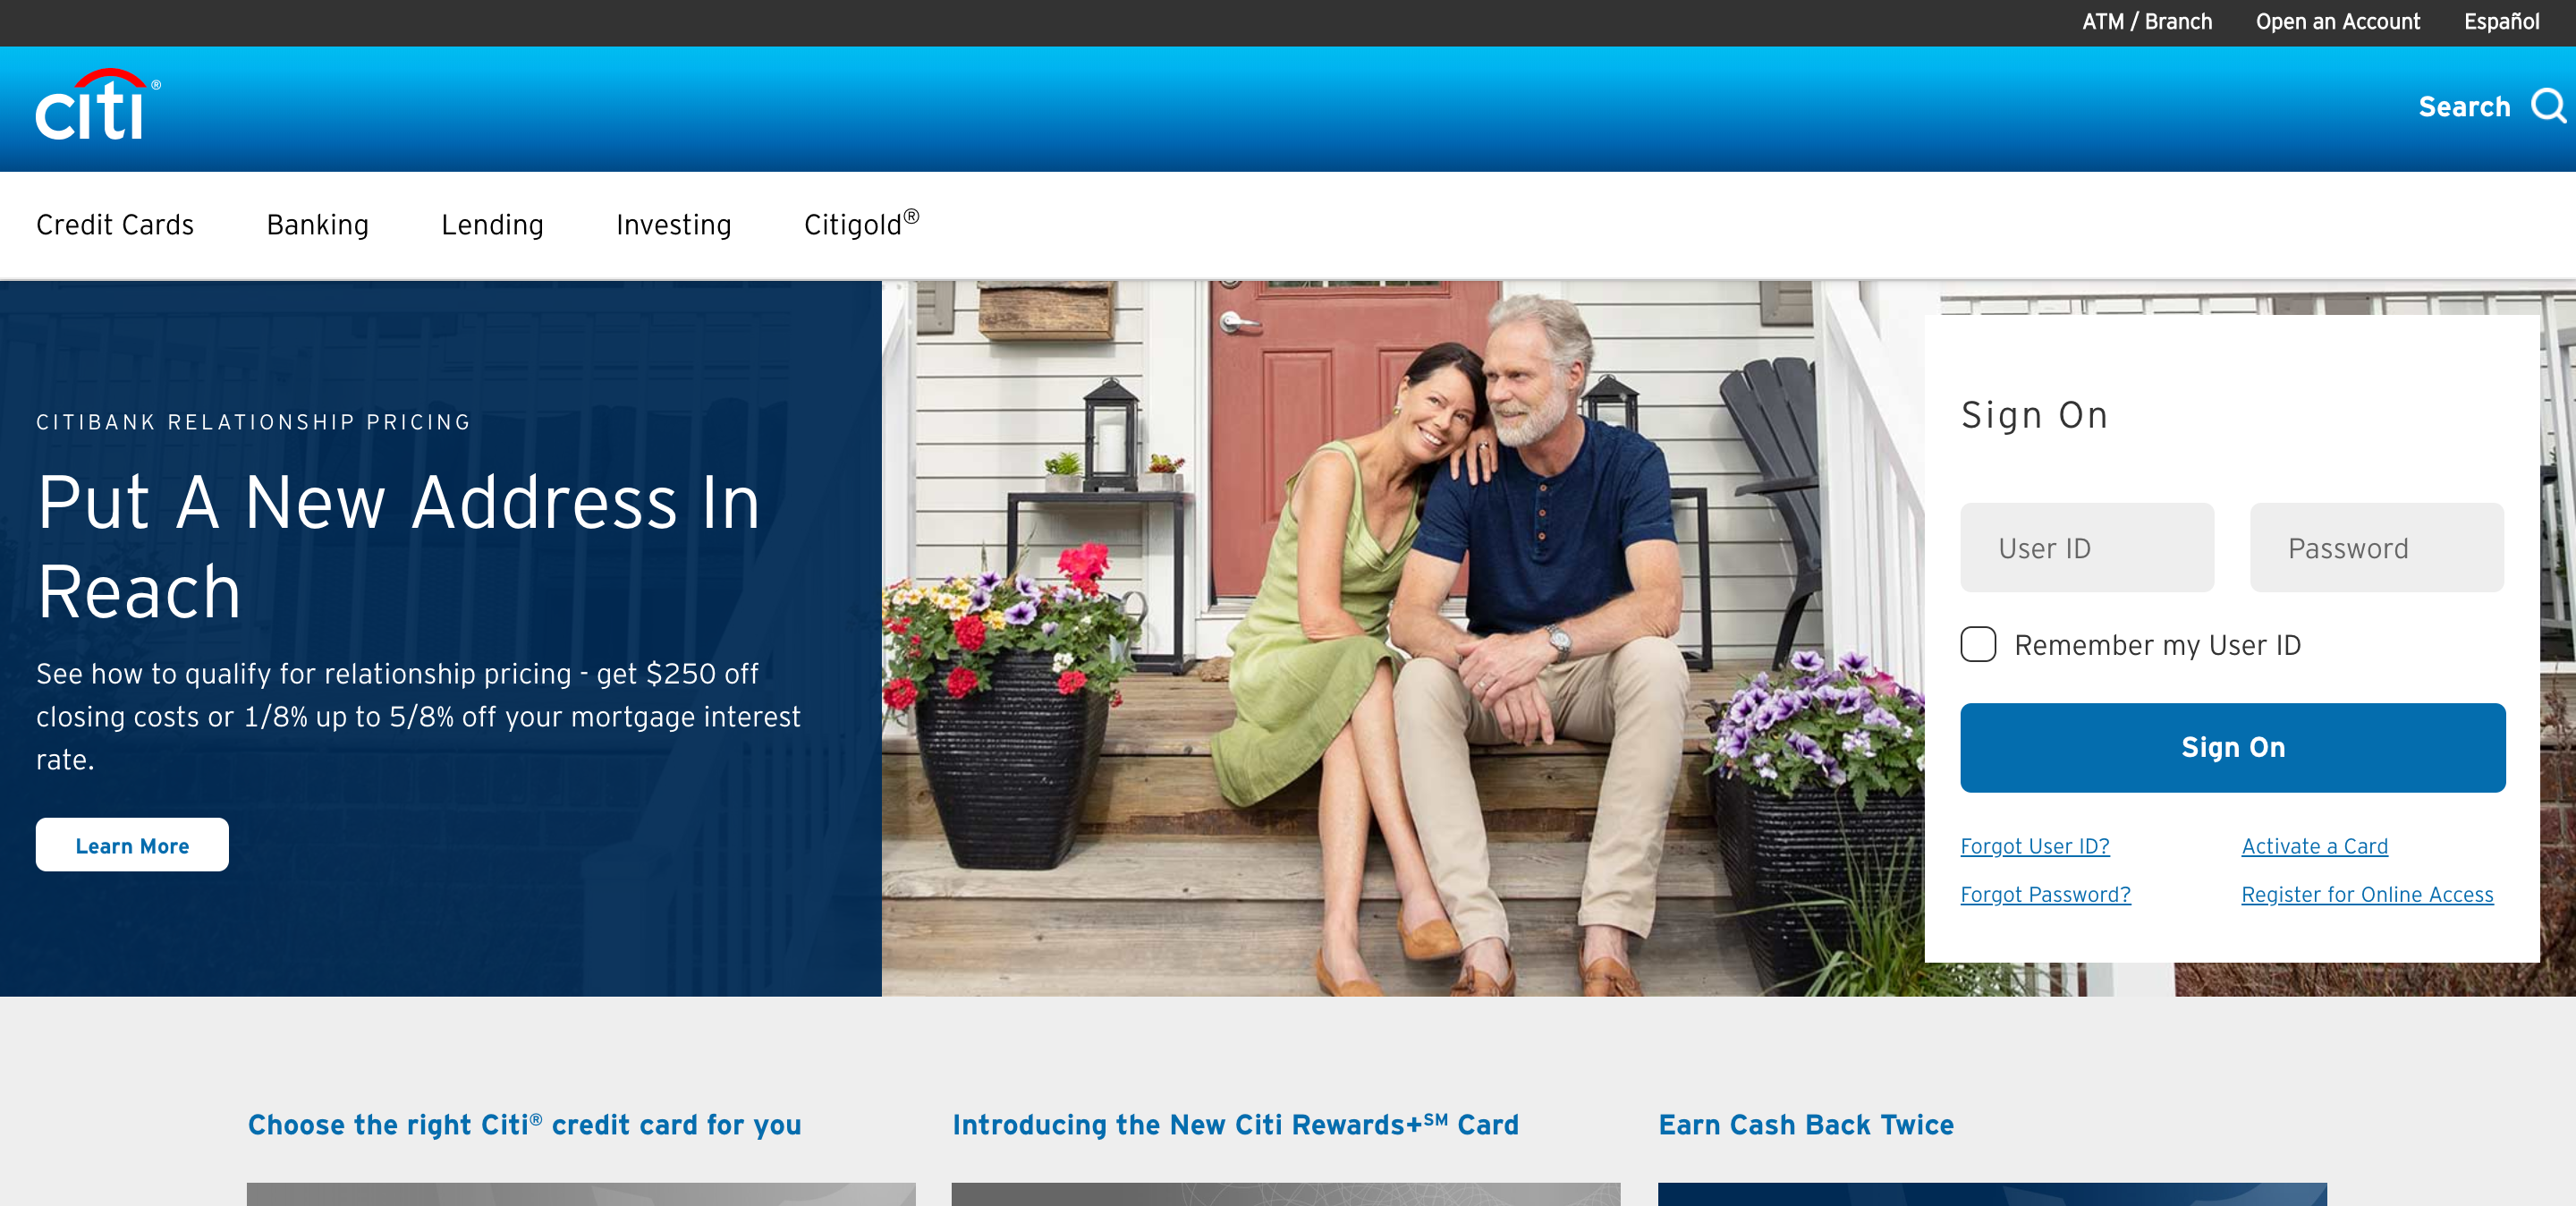 ATM / Branch
Open an Account
Español
citi®
Search
Credit Cards
Banking
Lending
Investing
Citigold®
CITIBANK RELATIONSHIP PRICING
Put A New Address In
Reach
See how to qualify for relationship pricing - get $250 off
closing costs or 1/8% up to 5/8% off your mortgage interest
rate.
Learn More
Sign On
User ID
Password
Remember my User ID
Sign On
Forgot User ID?
Activate a Card
Forgot Password?
Register for Online Access
Choose the right Citi® credit card for you
Introducing the New Citi Rewards+℠ Card
Earn Cash Back Twice